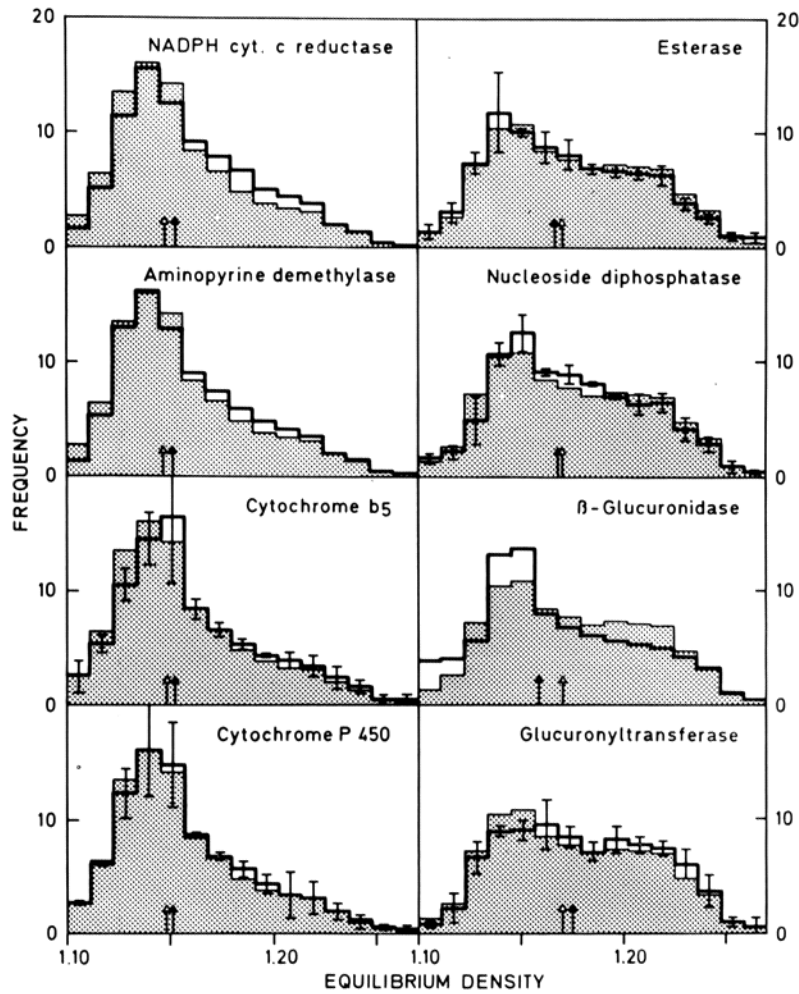 20 20
NADPH cyt. c reductase Esterase
10 10
0 0
Aminopyrine demethylase Nucleoside diphosphatase
10 10
0 0
FREQUENCY
Cytochrome b5 ß-Glucuronidase
10 10
0 0
Cytochrome P 450 Glucuronyltransferase
10 10
0 0
1.10 1.20 1.10 1.20
EQUILIBRIUM DENSITY